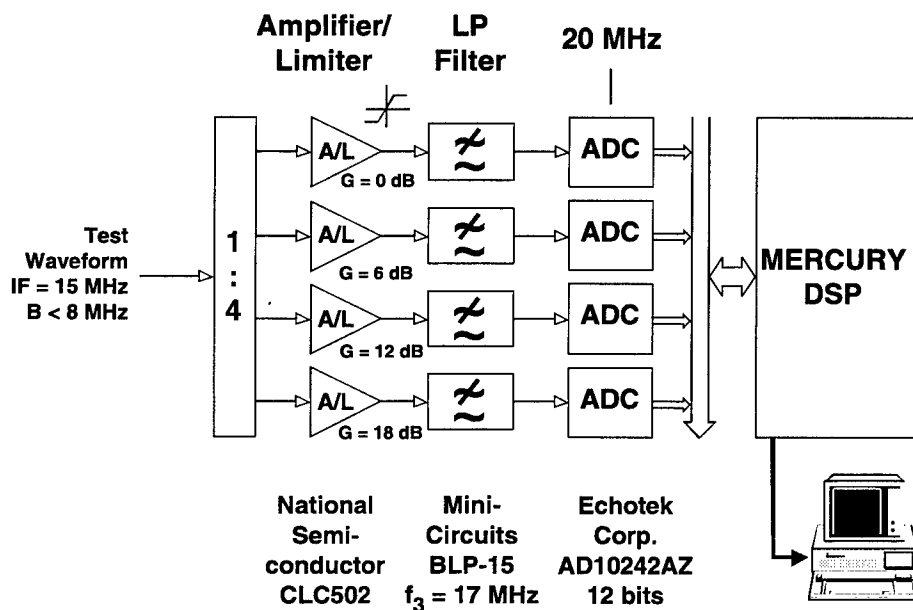 Amplifier/
Limiter
LP
Filter
20 MHz
A/L
G = 0 dB
ADC
A/L
G = 6 dB
ADC
1
:
4
Test
Waveform
IF = 15 MHz
B < 8 MHz
MERCURY
DSP
A/L
G = 12 dB
ADC
A/L
G = 18 dB
ADC
National
Semi-
conductor
CLC502
Mini-
Circuits
BLP-15
f3 = 17 MHz
Echotek
Corp.
AD10242AZ
12 bits